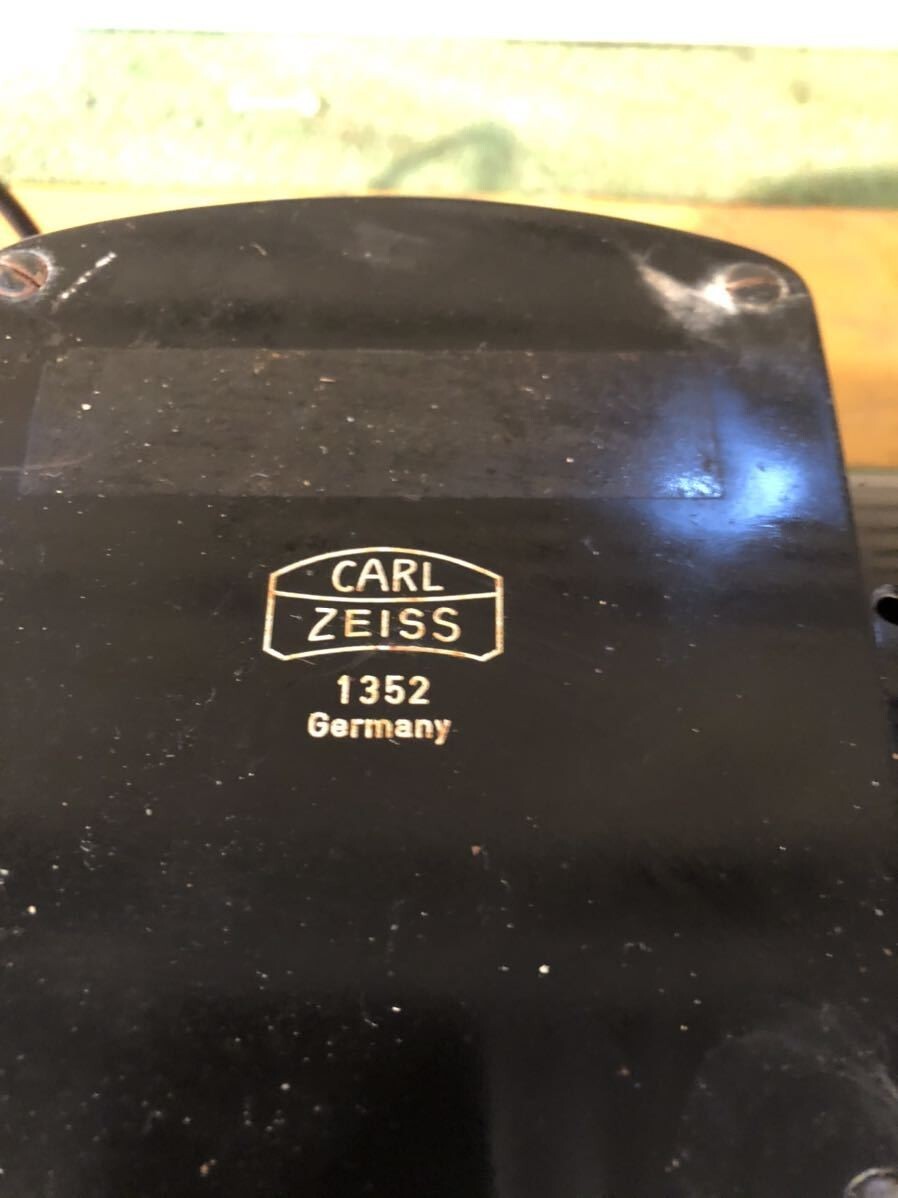 CARL
ZEISS
1352
Germany